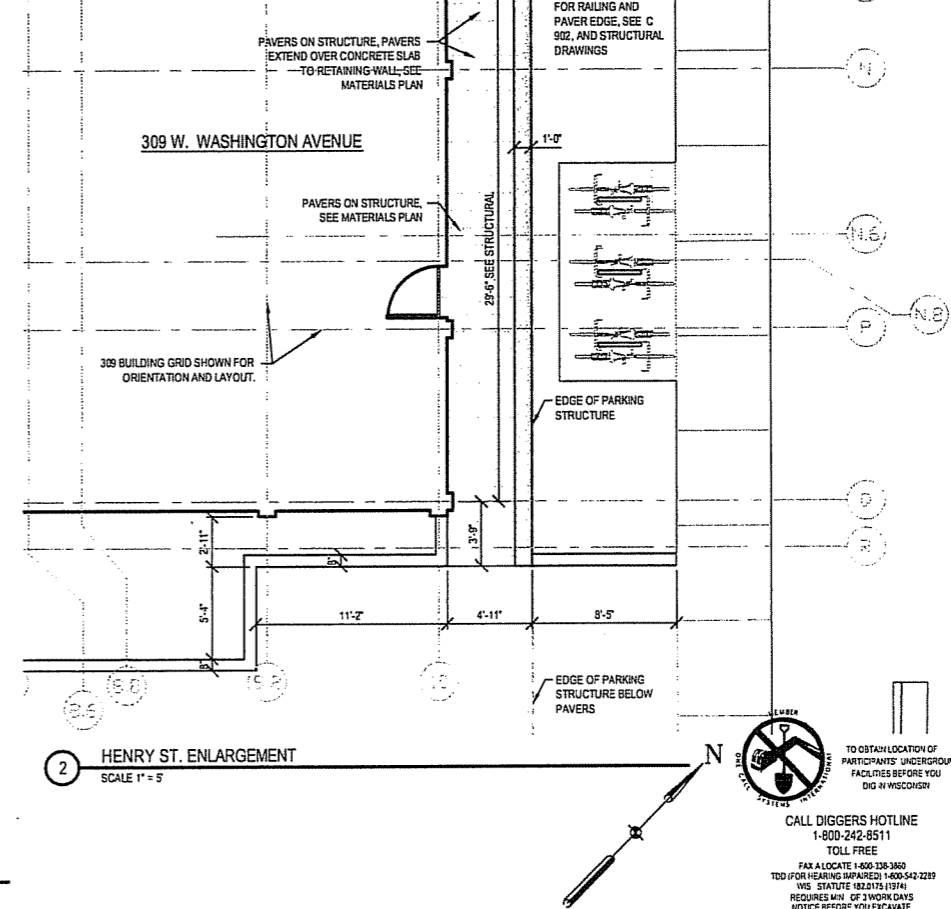 FOR RAILING AND
PAVER EDGE, SEE C
902, AND STRUCTURAL
DRAWINGS
PAVERS ON STRUCTURE, PAVERS
EXTEND OVER CONCRETE SLAB
TO RETAINING WALL, SEE
MATERIALS PLAN
N
1'-0"
309 W. WASHINGTON AVENUE
PAVERS ON STRUCTURE,
SEE MATERIALS PLAN
29'-6", SEE STRUCTURAL
N.6
N.8
P
309 BUILDING GRID SHOWN FOR
ORIENTATION AND LAYOUT.
EDGE OF PARKING
STRUCTURE
Q
R
2'-11"
8"
3'-9"
5'-4"
11'-2"
4'-11"
8'-5"
8"
8.6
8.8
9.2
10
EDGE OF PARKING
STRUCTURE BELOW
PAVERS
2
HENRY ST. ENLARGEMENT
SCALE 1" = 5'
N
MEMBER
ONE CALL SYSTEMS INTERNATIONAL
TO OBTAIN LOCATION OF
PARTICIPANTS' UNDERGROU
FACILITIES BEFORE YOU
DIG IN WISCONSIN
CALL DIGGERS HOTLINE
1-800-242-8511
TOLL FREE
FAX A LOCATE 1-800-338-3860
TDD (FOR HEARING IMPAIRED) 1-800-542-2289
WIS STATUTE 182.0175 (1974)
REQUIRES MIN OF 3 WORK DAYS
NOTICE BEFORE YOU EXCAVATE